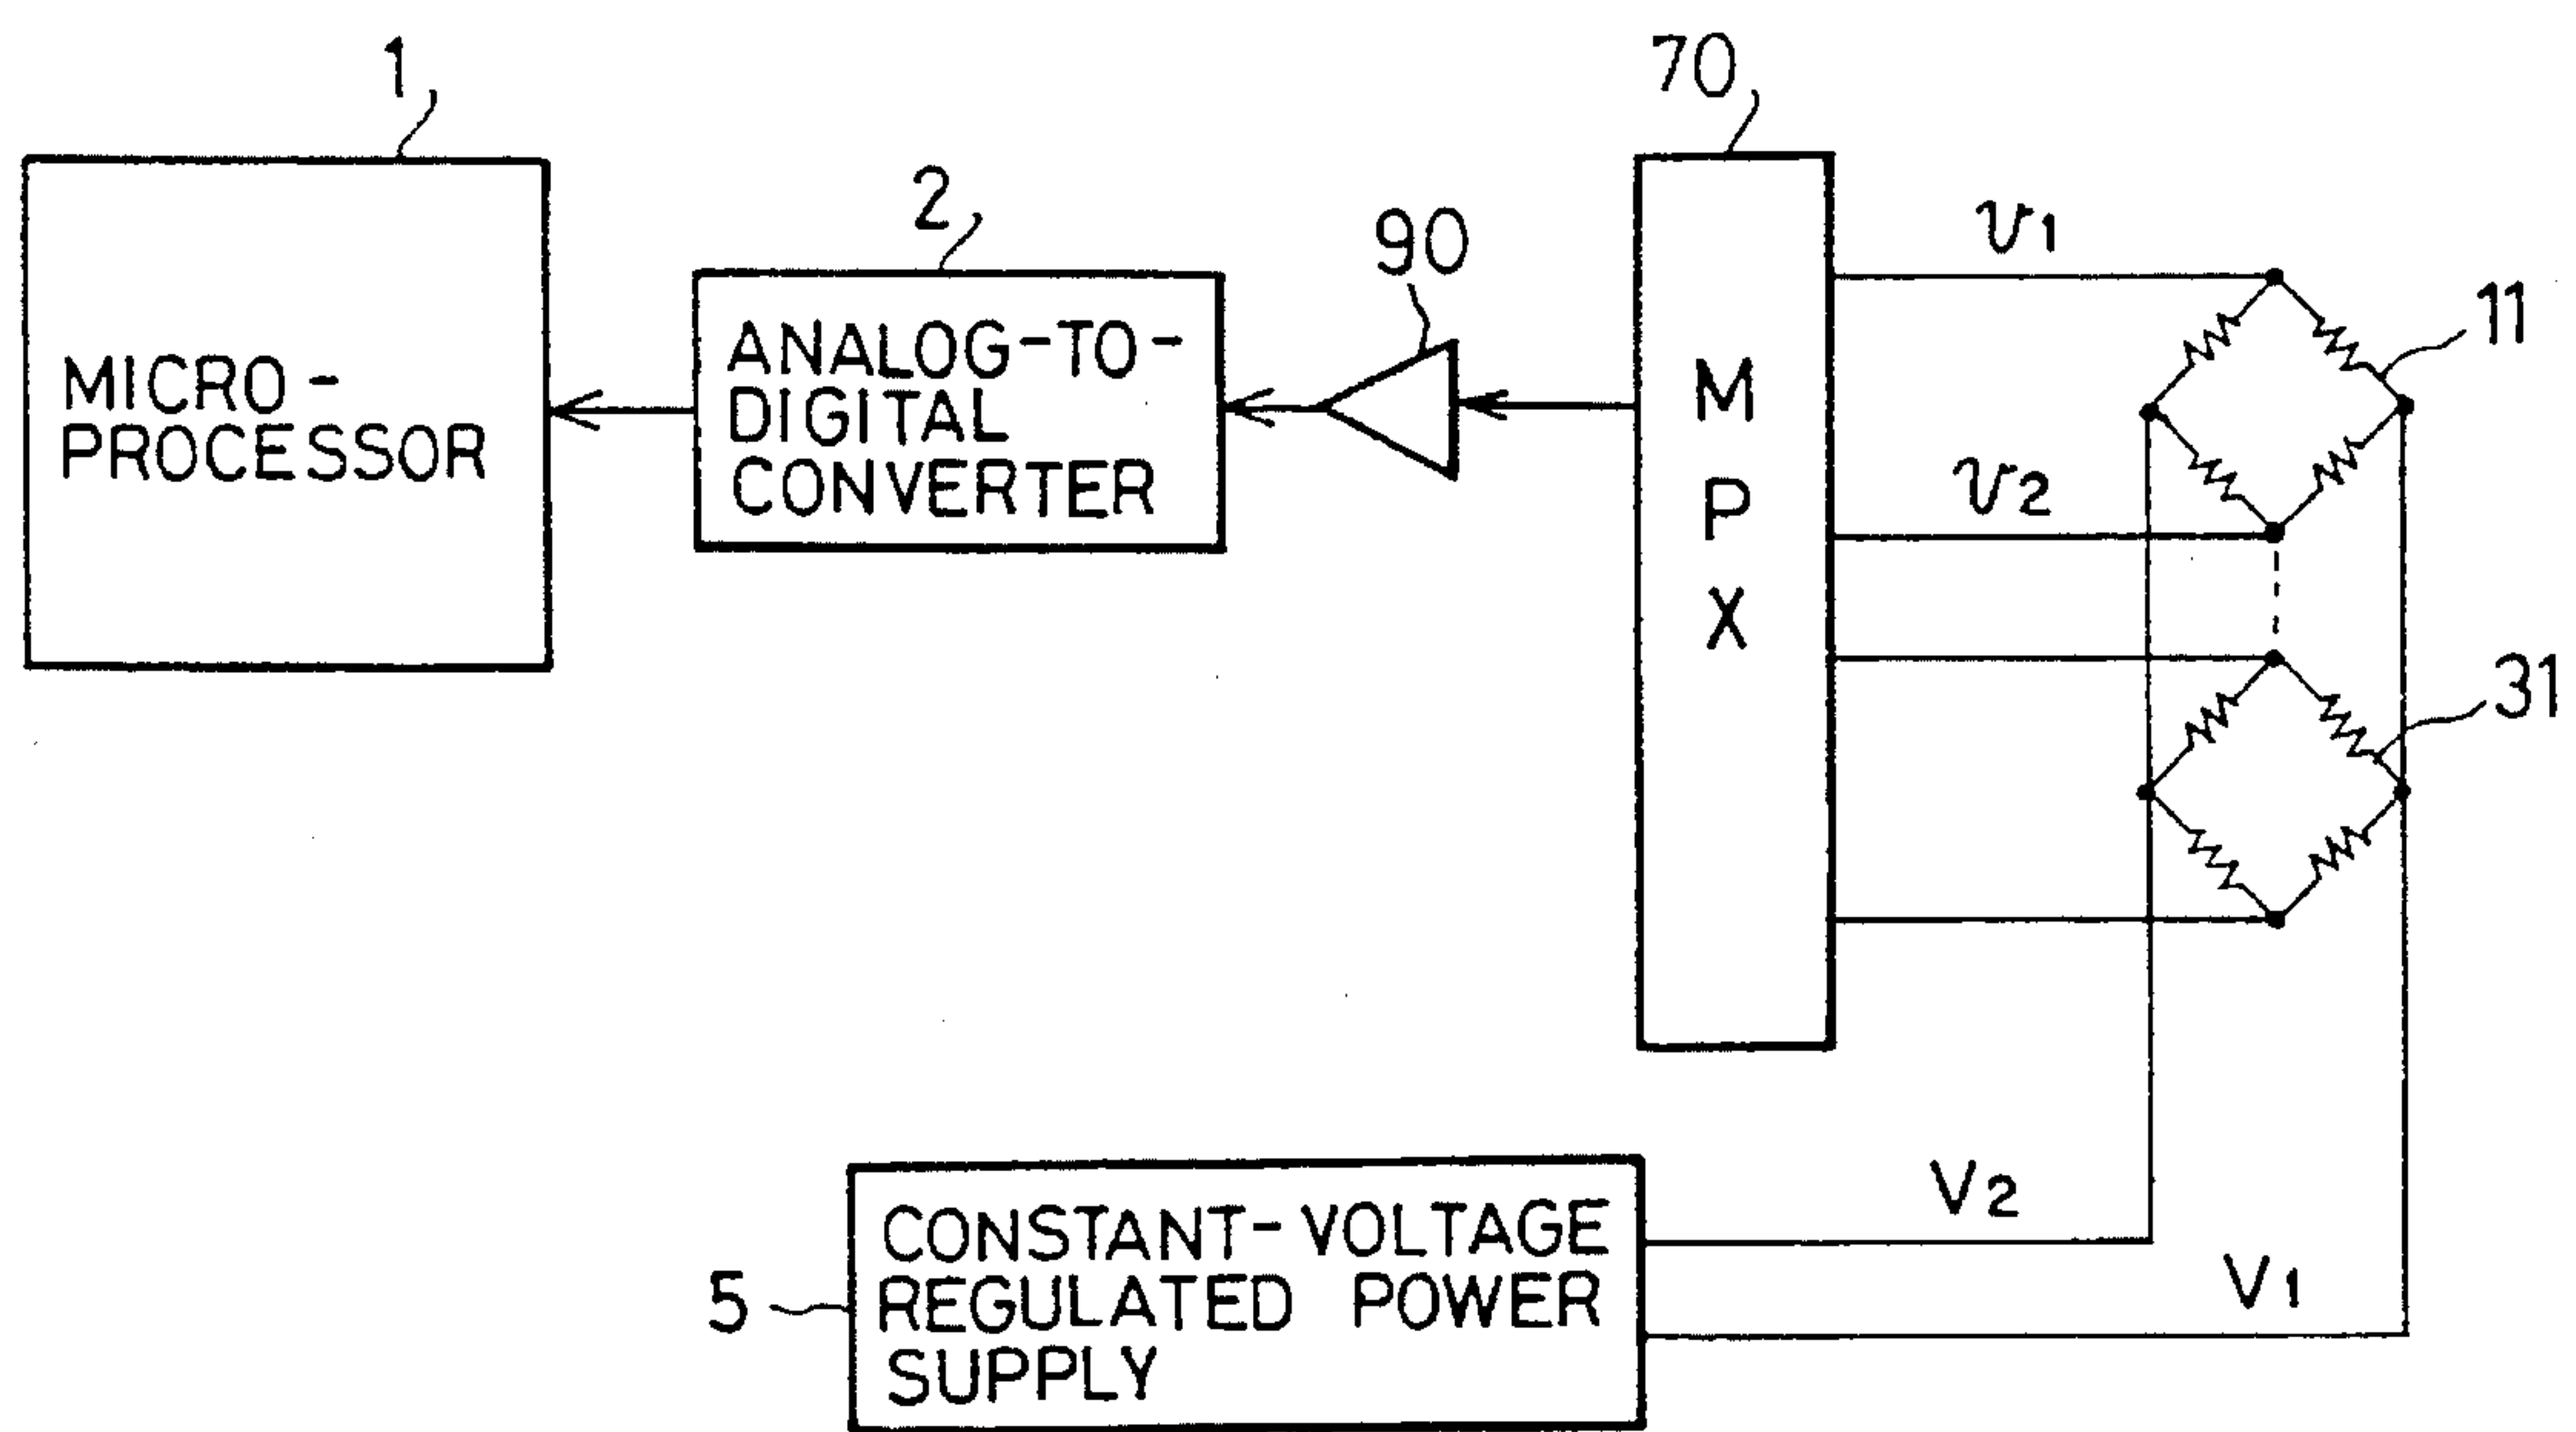 1
MICRO-
PROCESSOR
2
ANALOG-TO-
DIGITAL
CONVERTER
90
70
M
P
X
v1
v2
11
31
5
CONSTANT-VOLTAGE
REGULATED POWER
SUPPLY
V2
V1